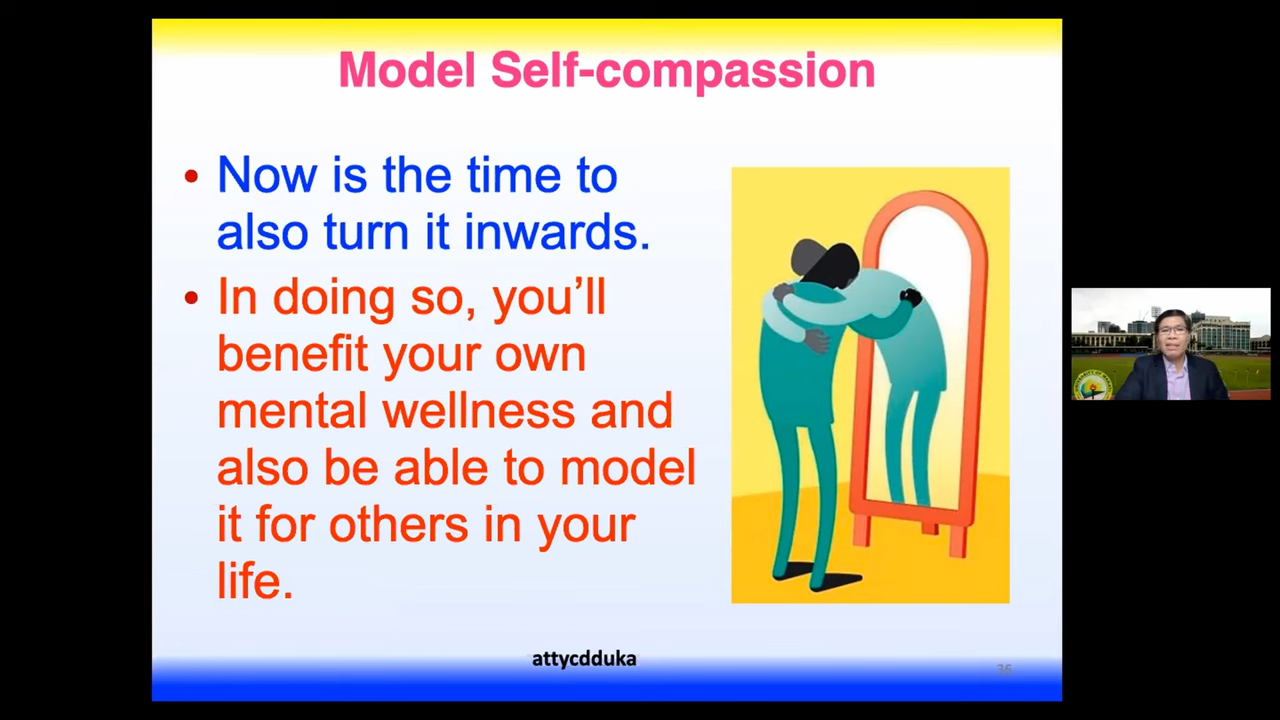 Model Self-compassion
• Now is the time to
also turn it inwards.
• In doing so, you’ll
benefit your own
mental wellness and
also be able to model
it for others in your
life.
attycdduka
36